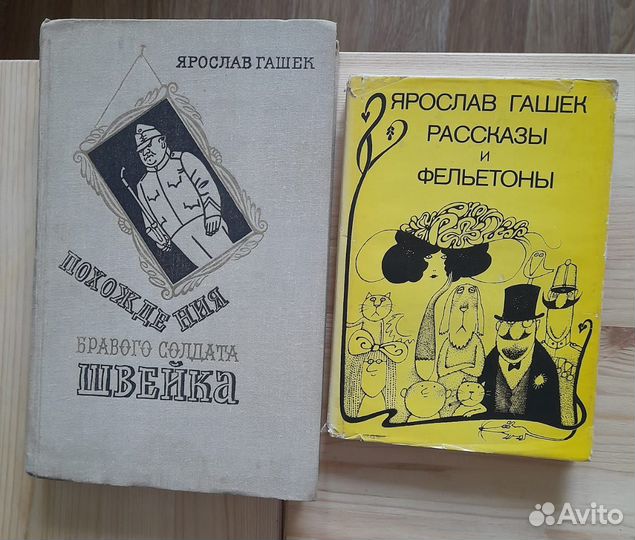 ЯРОСЛАВ ГАШЕК
ПОХОЖДЕНИЯ
БРАВОГО СОЛДАТА
ШВЕЙКА
ЯРОСЛАВ ГАШЕК
РАССКАЗЫ
И
ФЕЛЬЕТОНЫ
Avito